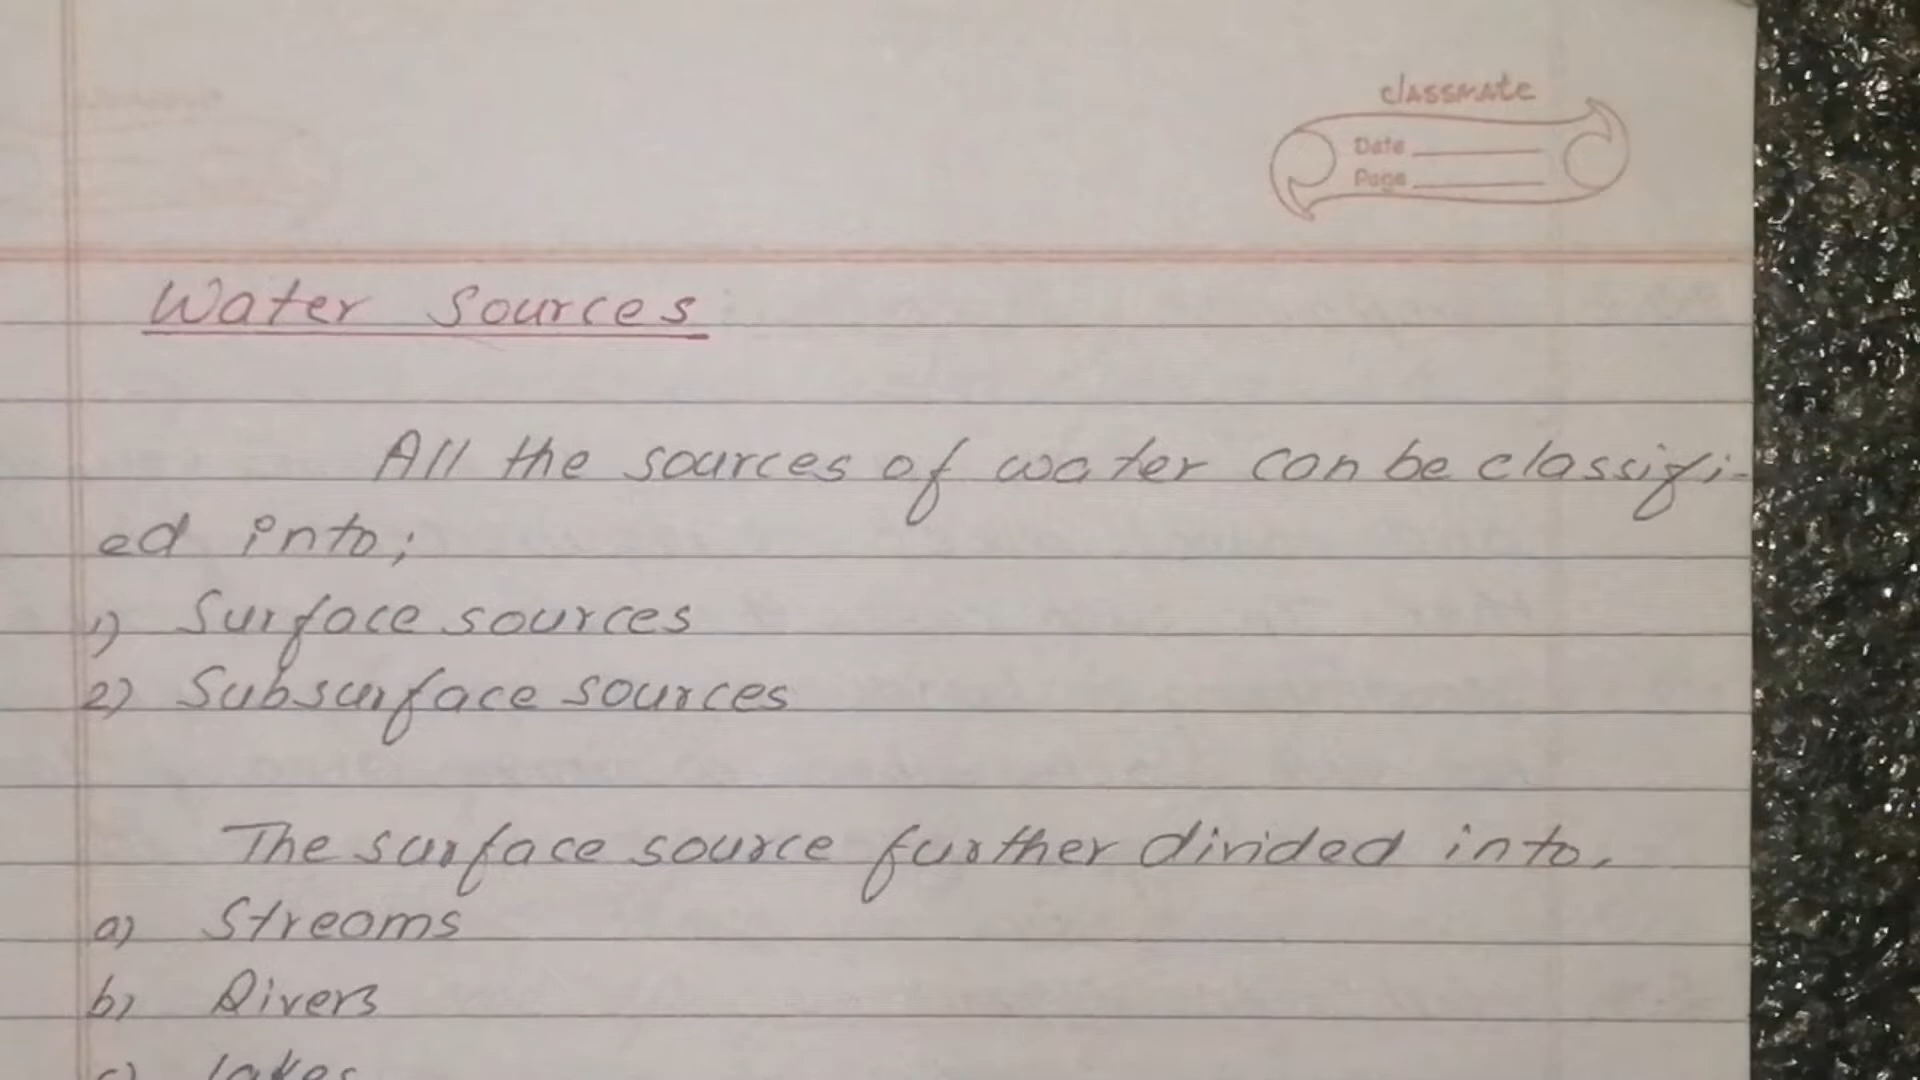 classmate
Date
Page
Water Sources
All the sources of water can be classifi-
ed into;
1) Surface sources
2) Subsurface sources
The surface source further divided into.
a) Streams
b) Rivers
c) Lakes